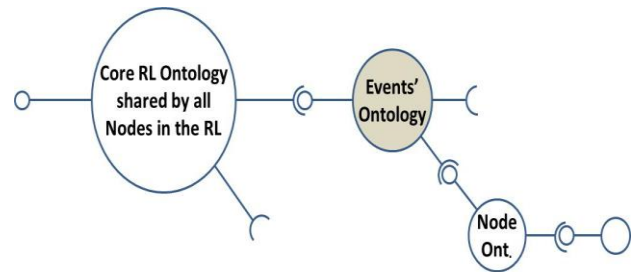 Core RL Ontology
shared by all
Nodes in the RL
Events’
Ontology
Node
Ont.